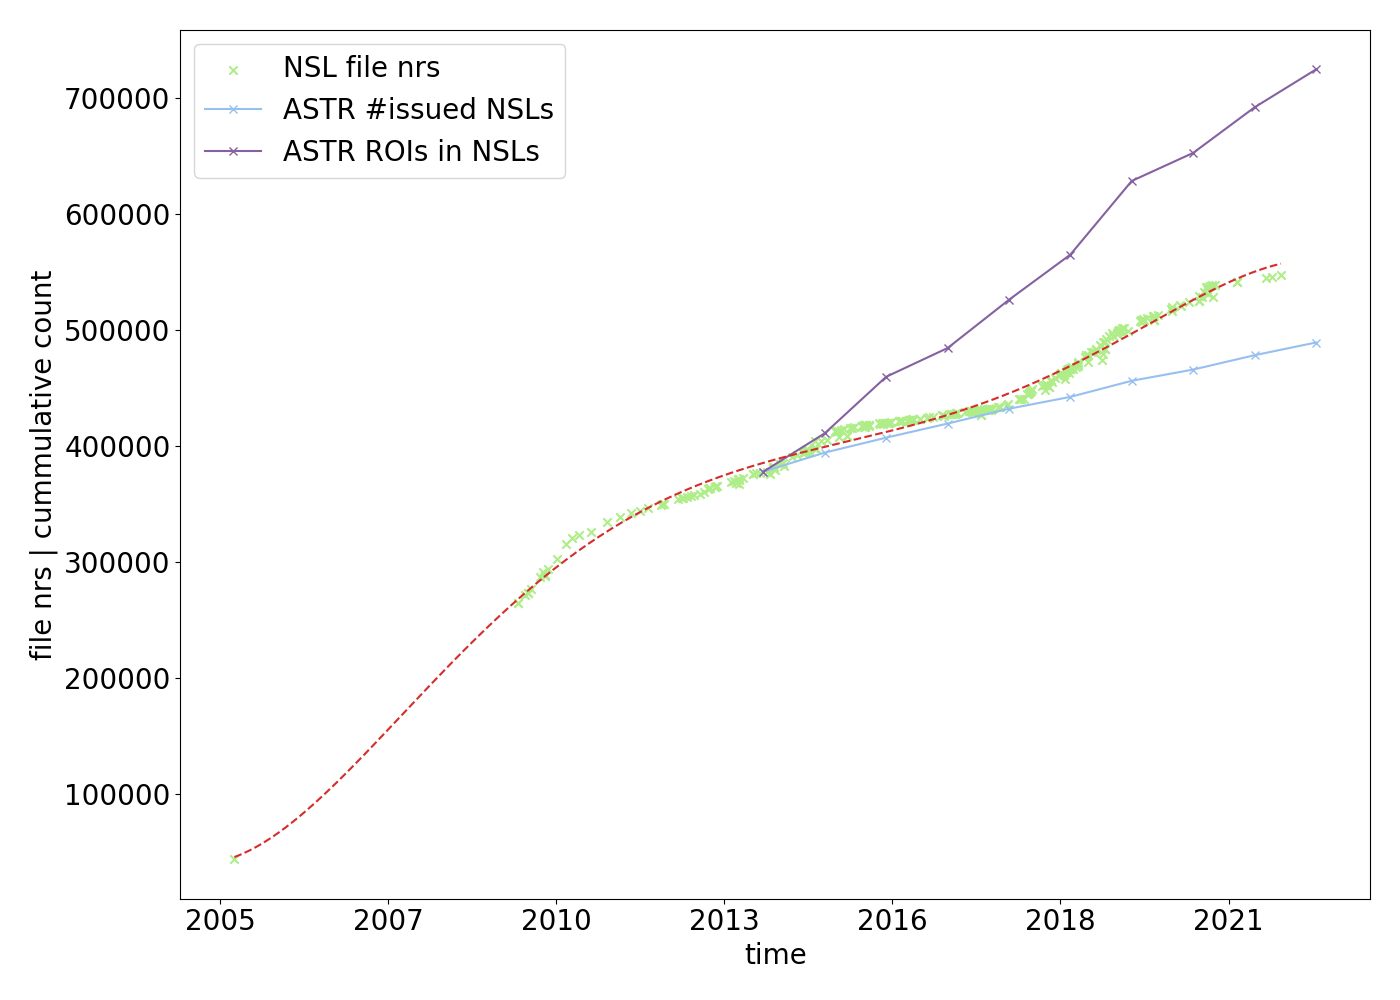 NSL file nrs
ASTR #issued NSLs
ASTR ROIs in NSLs
700000
600000
500000
400000
300000
200000
100000
file nrs | cummulative count
2005 2007 2010 2013 2016 2018 2021
time